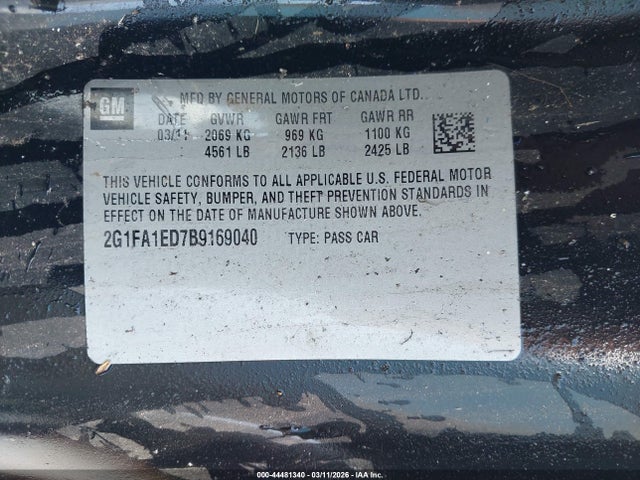 GM
MFD BY GENERAL MOTORS OF CANADA LTD.
DATE GVWR GAWR FRT GAWR RR
03/11 2069 KG 969 KG 1100 KG
: 4561 LB 2136 LB 2425 LB
THIS VEHICLE CONFORMS TO ALL APPLICABLE U.S. FEDERAL MOTOR
VEHICLE SAFETY, BUMPER, AND THEFT PREVENTION STANDARDS IN
EFFECT ON THE DATE OF MANUFACTURE SHOWN ABOVE.
2G1FA1ED7B9169040 TYPE: PASS CAR
000-44481340 - 03/11/2026 - IAA Inc.